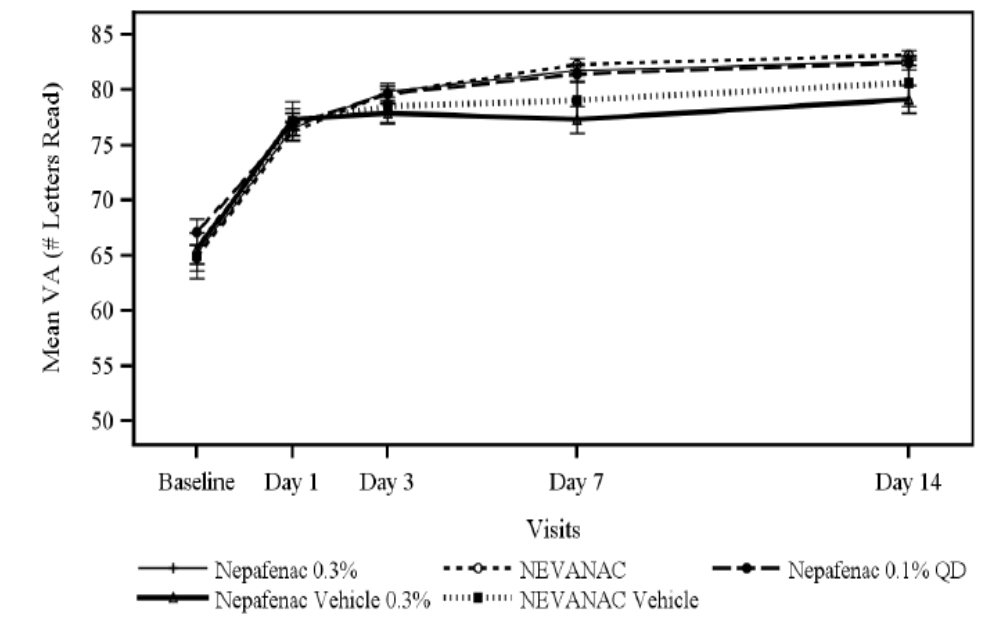 85
80
75
70
65
60
55
50
Mean VA (# Letters Read)
Baseline Day 1 Day 3 Day 7 Day 14
Visits
Nepafenac 0.3% NEVANAC Nepafenac 0.1% QD
Nepafenac Vehicle 0.3% NEVANAC Vehicle